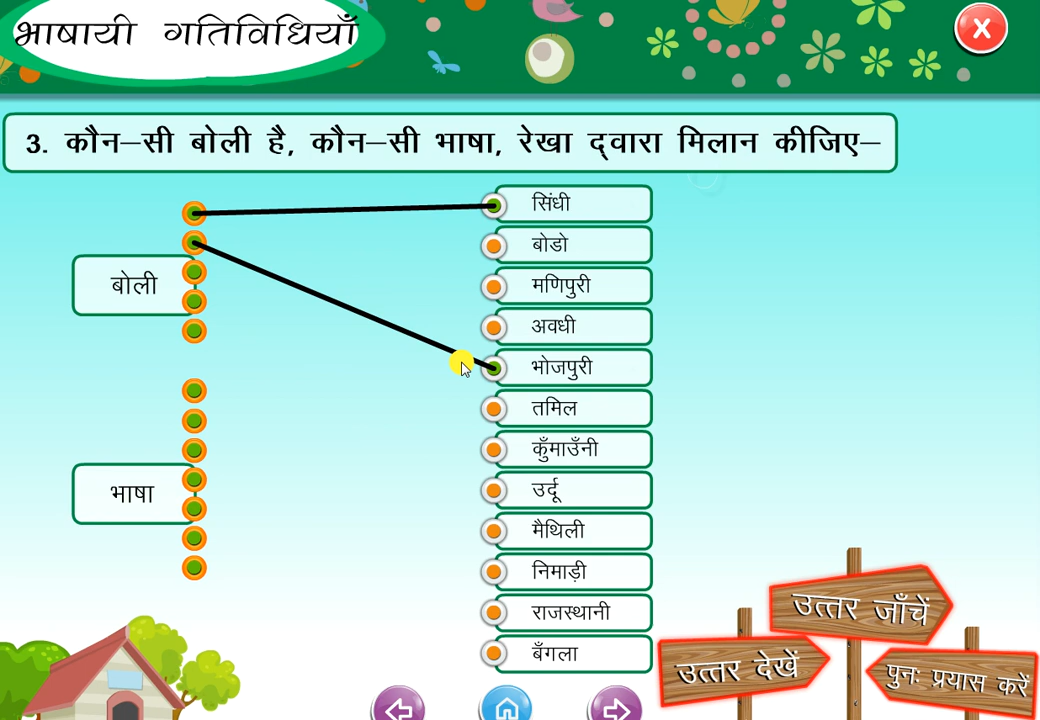 भाषायी गतिविधियाँ
3. कौन–सी बोली है, कौन–सी भाषा, रेखा द्वारा मिलान कीजिए–
बोली
भाषा
सिंधी
बोडो
मणिपुरी
अवधी
भोजपुरी
तमिल
कुँमाउँनी
उर्दू
मैथिली
निमाड़ी
राजस्थानी
बँगला
उत्तर जाँचें
उत्तर देखें
पुनः प्रयास करें